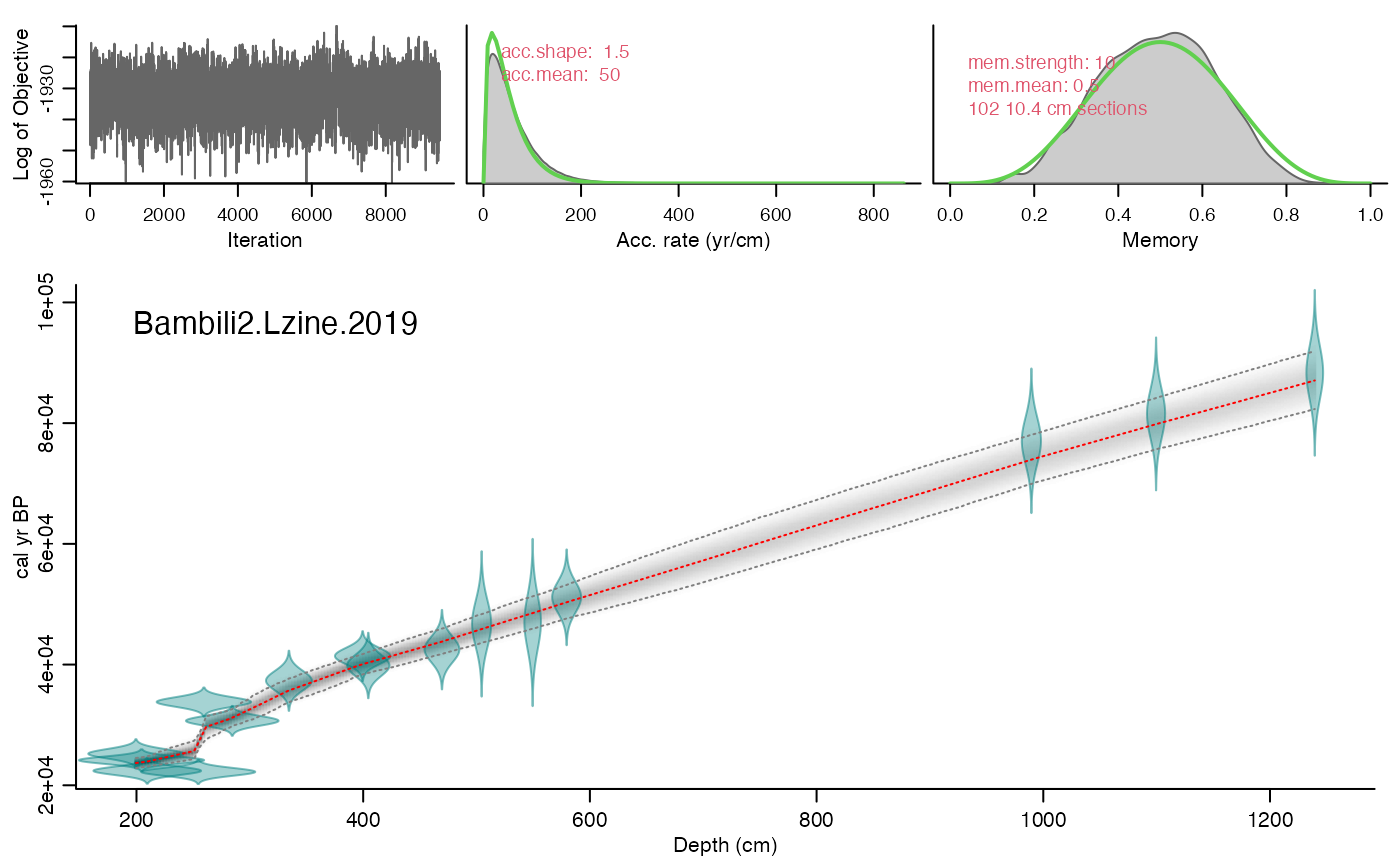 Log of Objective
-1960
-1930
0 2000 4000 6000 8000
Iteration
acc.shape: 1.5
acc.mean: 50
0 200 400 600 800
Acc. rate (yr/cm)
mem.strength: 10
mem.mean: 0.5
102 10.4 cm sections
0.0 0.2 0.4 0.6 0.8 1.0
Memory
Bambili2.Lzine.2019
cal yr BP
2e+04 4e+04 6e+04 8e+04 1e+05
200 400 600 800 1000 1200
Depth (cm)